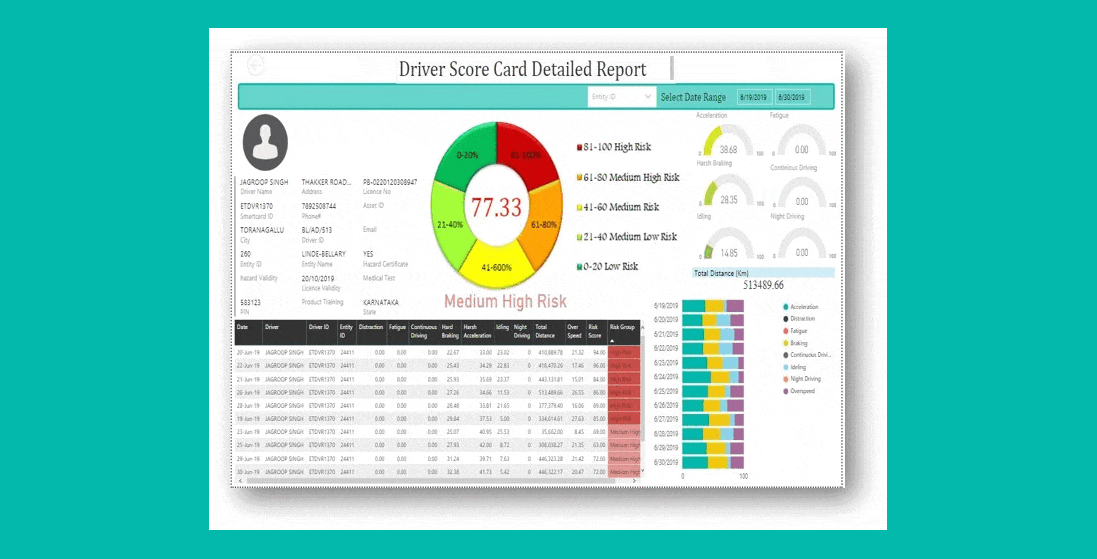 Driver Score Card Detailed Report
Entity ID
Select Date Range
6/19/2019
6/30/2019
JAGROOP SINGH THAKKER ROAD... PB-0220120308947
Driver Name Address Licence No
ETDVR1370 7892508744 Asset ID
Smartcard ID Phone#
TORANAGALLU BL/AD/513 Email
City Driver ID
260 LINDE-BELLARY YES
Entity ID Entity Name Hazard Certificate
hazard Validity 20/10/2019 Medical Test
Licence Validity
583123 Product Training KARNATAKA
PIN State
0-20%
81-100%
21-40%
61-80%
41-600%
77.33
Medium High Risk
81-100 High Risk
61-80 Medium High Risk
41-60 Medium Risk
21-40 Medium Low Risk
0-20 Low Risk
Acceleration Fatigue
38.68 0.00
0 100 0 100
Harsh Braking Continious Driving
28.35 0.00
0 100 0 100
Idling Night Driving
14.85 0.00
0 100 0 100
Total Distance (Km)
513489.66
Date Driver Driver ID Entity ID Distraction Fatigue Continuous Driving Hard Braking Harsh Acceleration Idling Night Driving Total Distance Over Speed Risk Score Risk Group
20-Jun-19 JAGROOP SINGH ETDVR1370 24411 0.00 0.00 0.00 22.67 33.00 23.02 410,889.78 21.32 94.00 High Risk
22-Jun-19 JAGROOP SINGH ETDVR1370 24411 0.00 0.00 0.00 25.43 34.29 22.83 0 418,470.26 17.46 96.00 High Risk
21-Jun-19 JAGROOP SINGH ETDVR1370 24411 0.00 0.00 0.00 25.93 35.69 23.37 0 443,131.81 15.01 84.00 High Risk
26-Jun-19 JAGROOP SINGH ETDVR1370 24411 0.00 0.00 0.00 27.26 34.66 11.53 0 513,489.66 26.55 86.00 High Risk
28-Jun-19 JAGROOP SINGH ETDVR1370 24411 0.00 0.00 0.00 28.48 33.81 21.65 0 377,379.40 16.06 89.00 High Risk
19-Jun-19 JAGROOP SINGH ETDVR1370 24411 0.00 0.00 0.00 29.84 37.53 5.00 0 334,614.61 27.63 85.00 High Risk
23-Jun-19 JAGROOP SINGH ETDVR1370 24411 0.00 0.00 0.00 25.07 40.95 25.53 0 35,662.00 8.45 69.00 Medium High
25-Jun-19 JAGROOP SINGH ETDVR1370 24411 0.00 0.00 0.00 27.93 42.00 8.72 0 308,038.27 21.35 63.00 Medium High
29-Jun-19 JAGROOP SINGH ETDVR1370 24411 0.00 0.00 0.00 31.24 39.71 7.63 0 446,323.28 21.42 72.00 Medium High
30-Jun-19 JAGROOP SINGH ETDVR1370 24411 0.00 0.00 0.00 32.38 41.73 5.42 0 446,322.17 20.47 72.00 Medium High
6/19/2019
6/20/2019
6/21/2019
6/22/2019
6/23/2019
6/24/2019
6/25/2019
6/26/2019
6/27/2019
6/28/2019
6/29/2019
6/30/2019
0 100
Acceleration
Distraction
Fatigue
Braking
Continuous Drivi...
Idleing
Night Driving
Overspeed